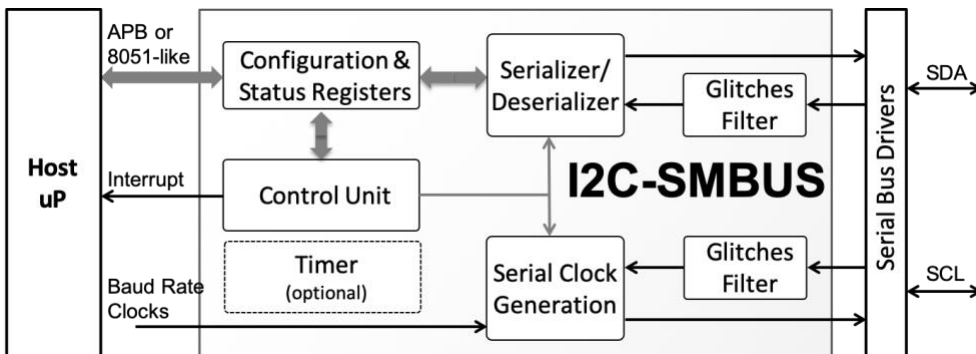 APB or
8051-like
Configuration &
Status Registers
Serializer/
Deserializer
Glitches
Filter
SDA
Host
uP
Interrupt
Control Unit
I2C-SMBUS
Serial Bus Drivers
Timer
(optional)
Serial Clock
Generation
Glitches
Filter
SCL
Baud Rate
Clocks